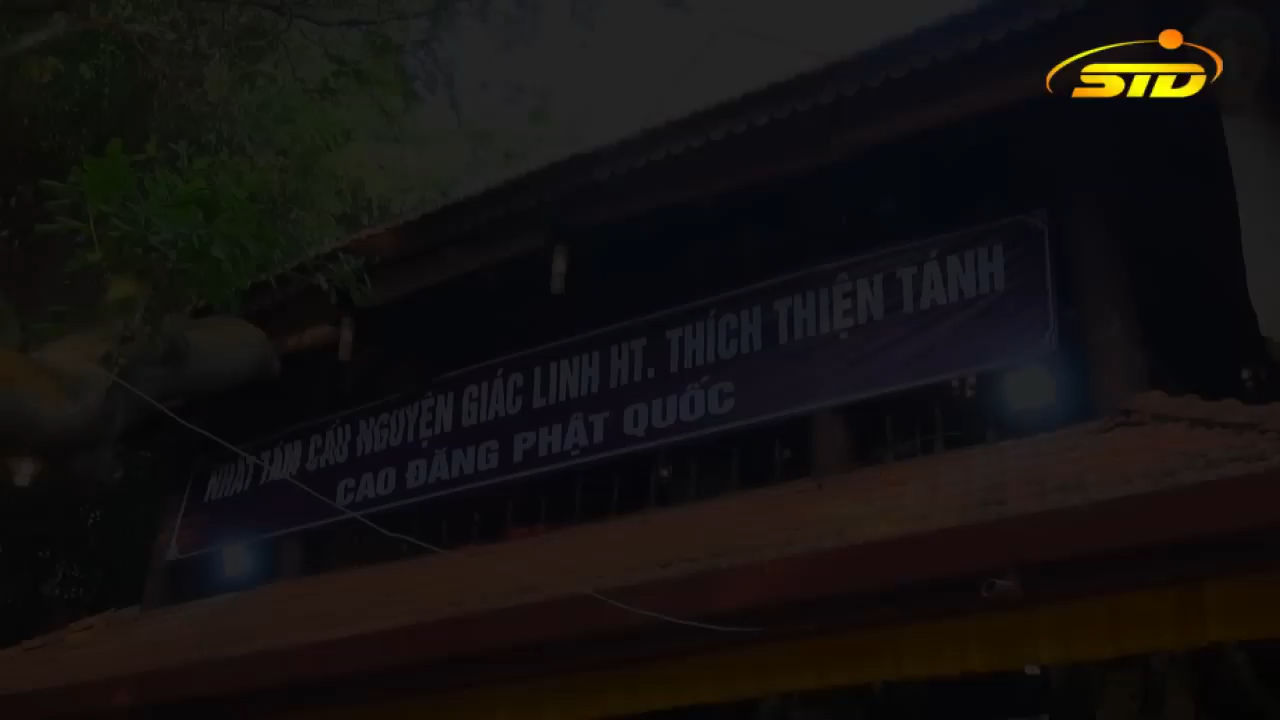 STD
NHẤT TÂM CẦU NGUYỆN GIÁC LINH HT. THÍCH THIỆN TÁNH
CAO ĐĂNG PHẬT QUỐC